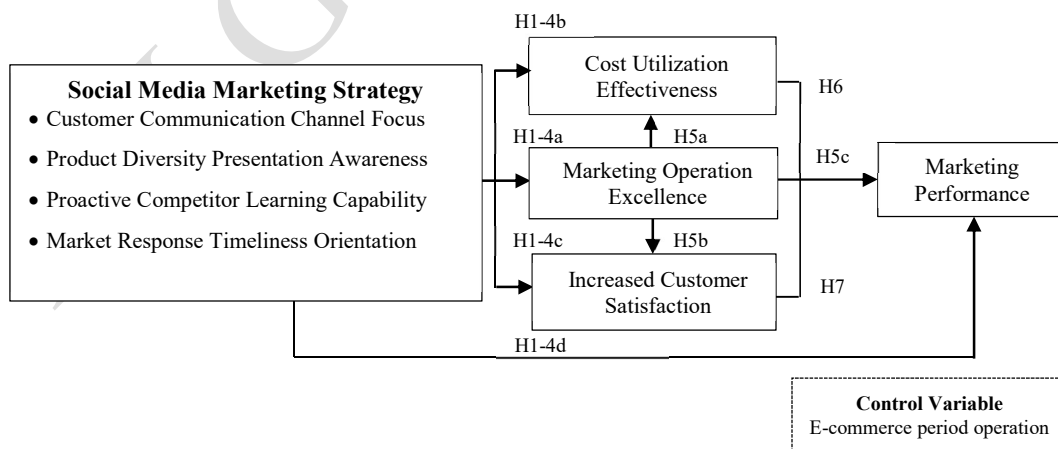 H1-4b
Cost Utilization
Effectiveness
H6
Social Media Marketing Strategy
• Customer Communication Channel Focus
• Product Diversity Presentation Awareness
• Proactive Competitor Learning Capability
• Market Response Timeliness Orientation
H1-4a
H5a
Marketing Operation
Excellence
H5c
Marketing
Performance
H1-4c
H5b
Increased Customer
Satisfaction
H7
H1-4d
Control Variable
E-commerce period operation